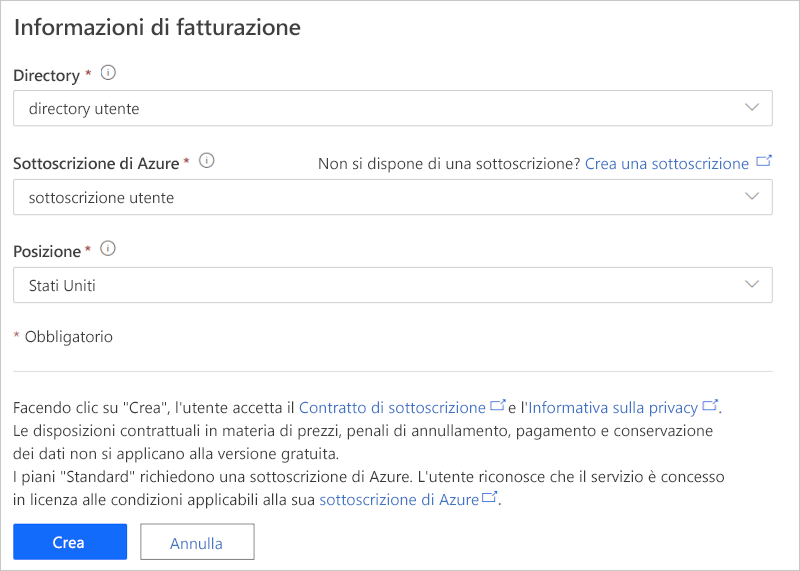 Informazioni di fatturazione
Directory *
directory utente
Sottoscrizione di Azure * Non si dispone di una sottoscrizione? Crea una sottoscrizione
sottoscrizione utente
Posizione *
Stati Uniti
* Obbligatorio
Facendo clic su "Crea", l'utente accetta il Contratto di sottoscrizione e l'Informativa sulla privacy.
Le disposizioni contrattuali in materia di prezzi, penali di annullamento, pagamento e conservazione
dei dati non si applicano alla versione gratuita.
I piani "Standard" richiedono una sottoscrizione di Azure. L'utente riconosce che il servizio è concesso
in licenza alle condizioni applicabili alla sua sottoscrizione di Azure.
Crea Annulla